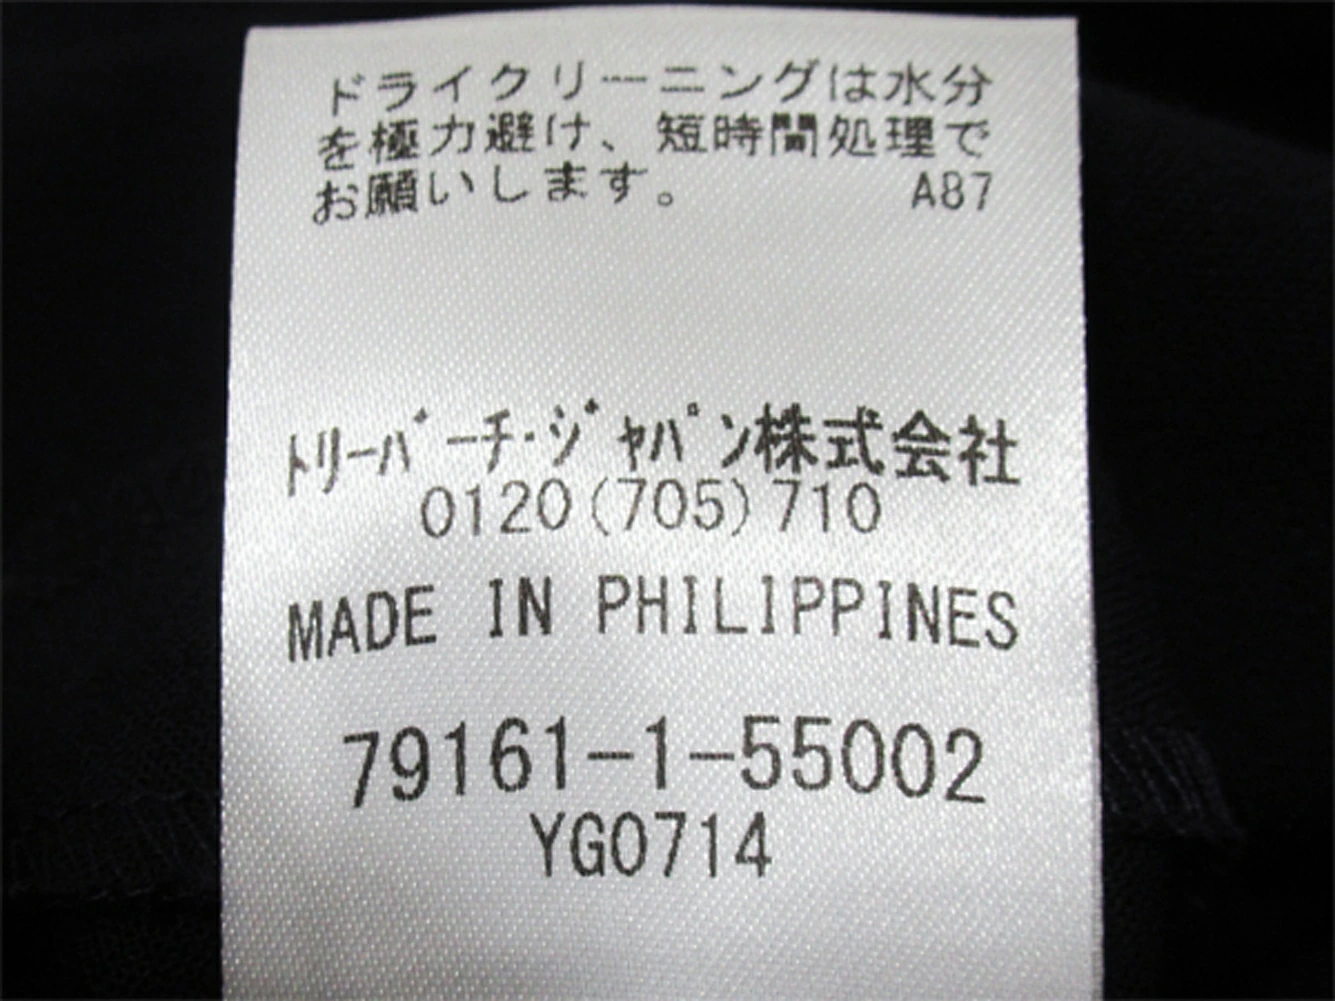 ドライクリーニングは水分
を極力避け、短時間処理で
お願いします。 A87
ﾄﾘｰﾊﾞｰﾁ･ｼﾞｬﾊﾟﾝ株式会社
0120(705)710
MADE IN PHILIPPINES
79161-1-55002
YG0714